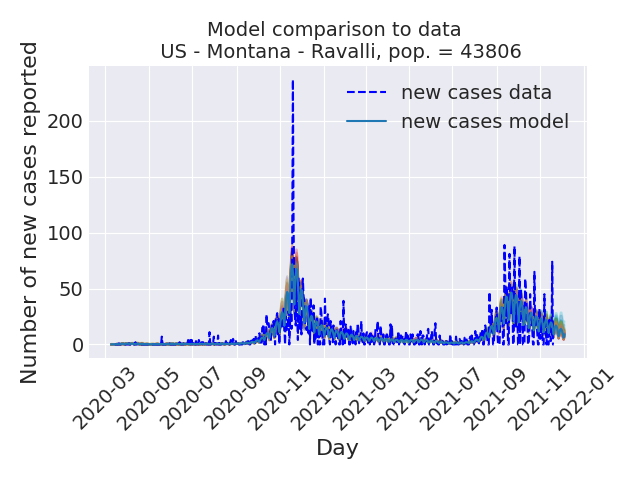 Model comparison to data
US - Montana - Ravalli, pop. = 43806
new cases data
new cases model
Number of new cases reported
200
150
100
50
0
2020-03
2020-05
2020-07
2020-09
2020-11
2021-01
2021-03
2021-05
2021-07
2021-09
2021-11
2022-01
Day